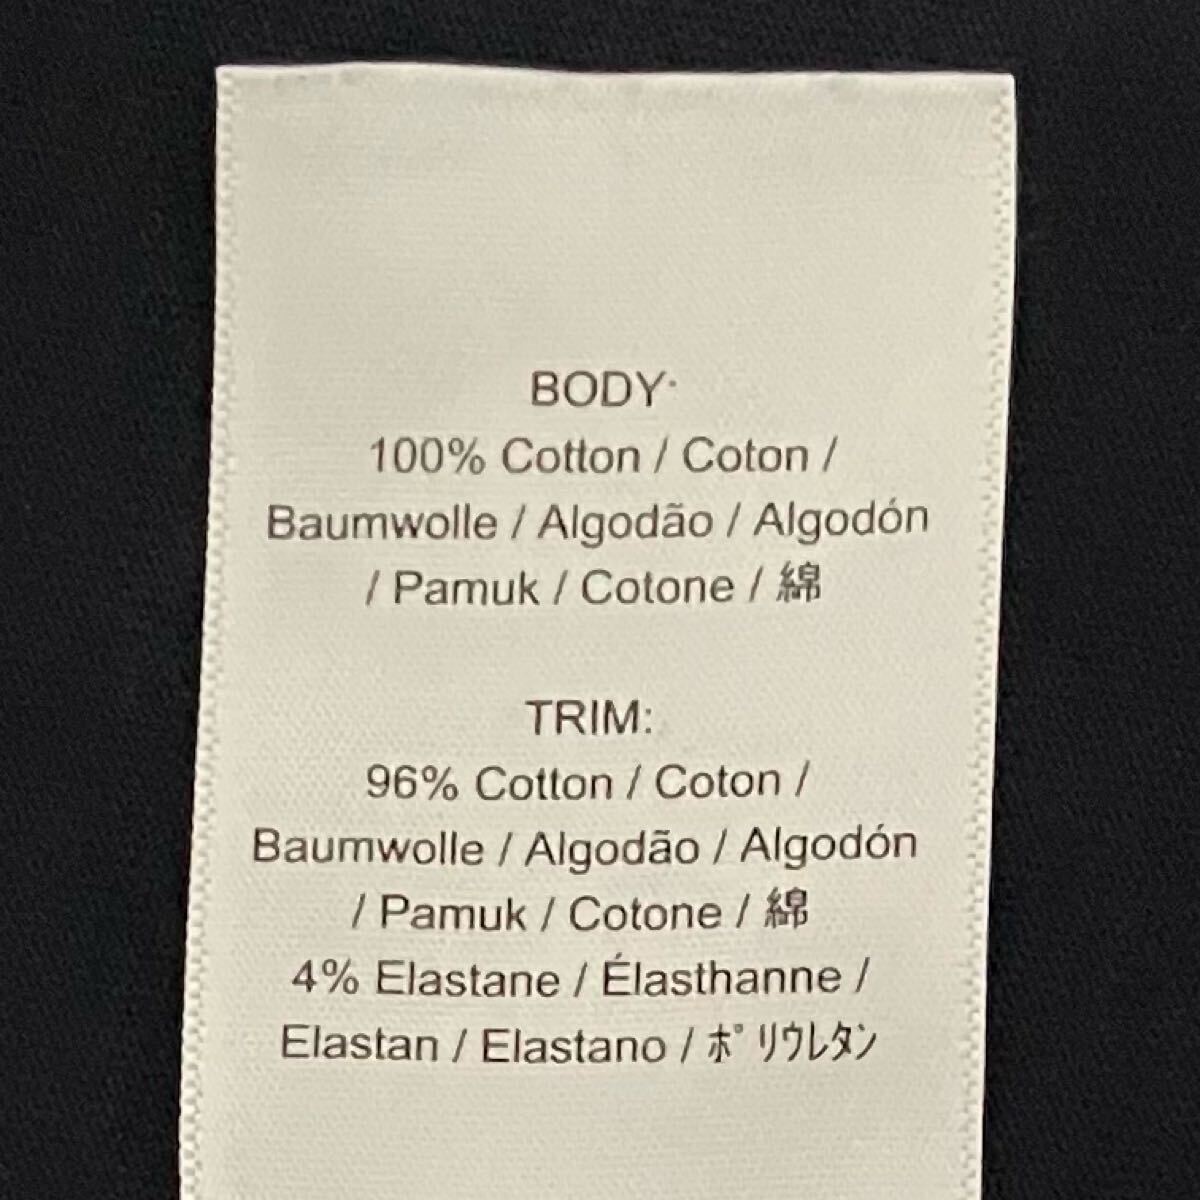 BODY:
100% Cotton / Coton /
Baumwolle / Algodão / Algodón
/ Pamuk / Cotone / 綿
TRIM:
96% Cotton / Coton /
Baumwolle / Algodão / Algodón
/ Pamuk / Cotone / 綿
4% Elastane / Élasthanne /
Elastan / Elastano / ﾎﾟﾘｳﾚﾀﾝ